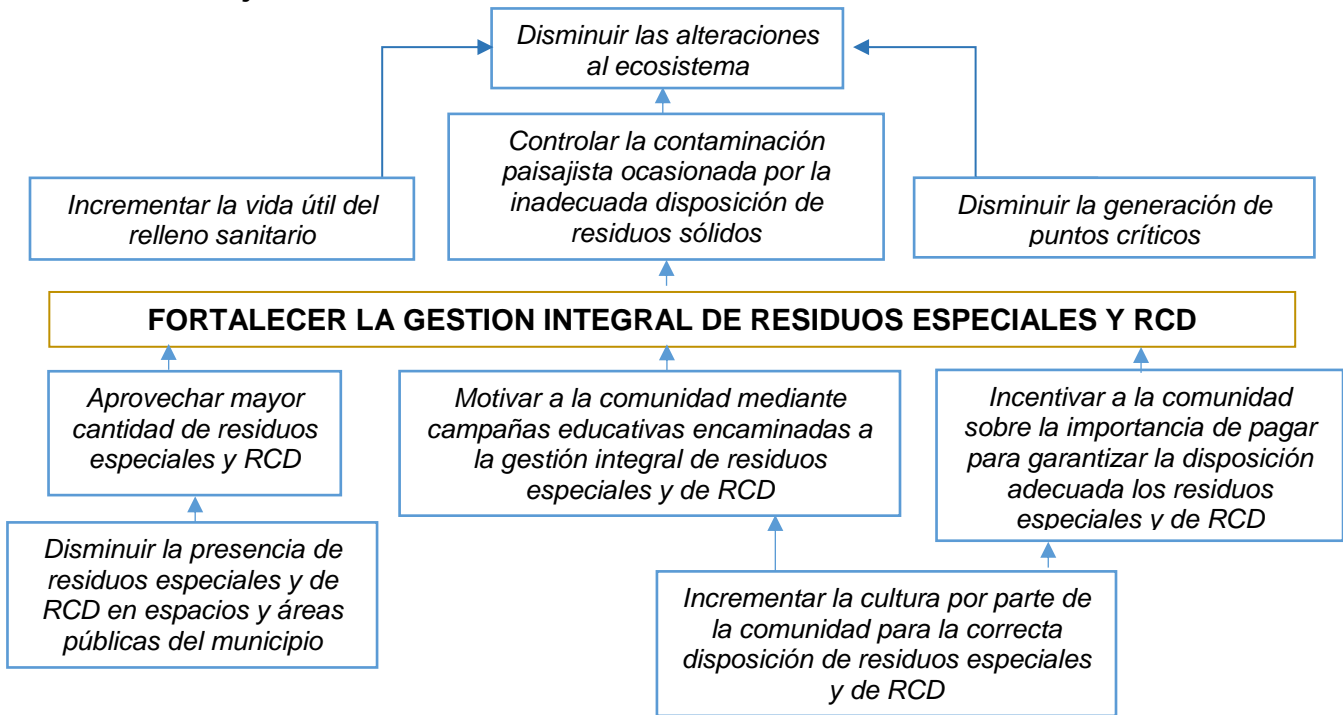 Disminuir las alteraciones
al ecosistema
Controlar la contaminación
paisajista ocasionada por la
inadecuada disposición de
residuos sólidos
Incrementar la vida útil del
relleno sanitario
Disminuir la generación de
puntos críticos
FORTALECER LA GESTION INTEGRAL DE RESIDUOS ESPECIALES Y RCD
Aprovechar mayor
cantidad de residuos
especiales y RCD
Motivar a la comunidad mediante
campañas educativas encaminadas a
la gestión integral de residuos
especiales y de RCD
Incentivar a la comunidad
sobre la importancia de pagar
para garantizar la disposición
adecuada los residuos
especiales y de RCD
Disminuir la presencia de
residuos especiales y de
RCD en espacios y áreas
públicas del municipio
Incrementar la cultura por parte de
la comunidad para la correcta
disposición de residuos especiales
y de RCD